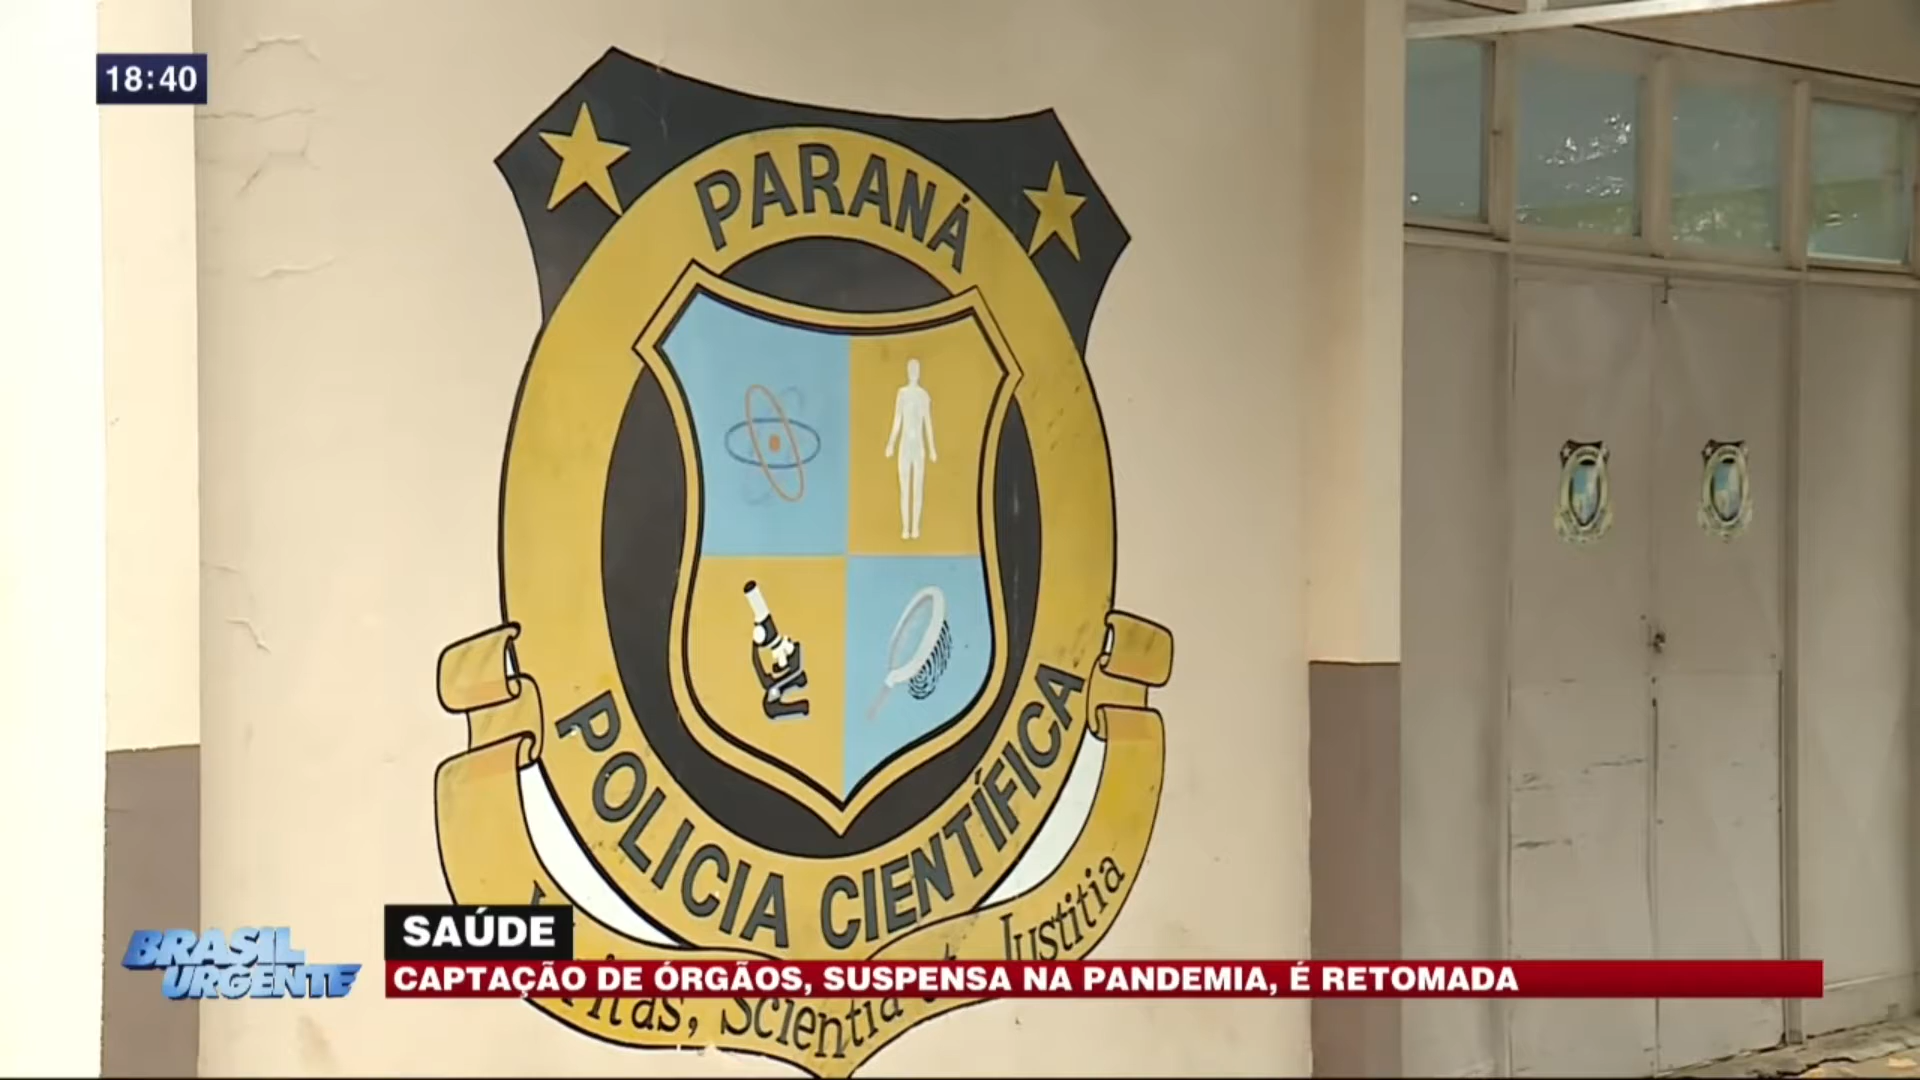 18:40
PARANÁ
POLICIA CIENTÍFICA
Scientia
Justitia
BRASIL
URGENTE
SAÚDE
CAPTAÇÃO DE ÓRGÃOS, SUSPENSA NA PANDEMIA, É RETOMADA